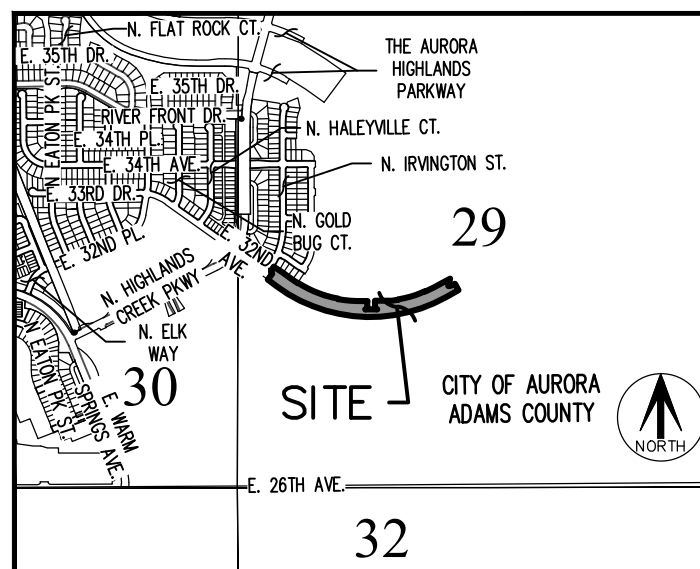 N. FLAT ROCK CT.
E. 35TH DR.
THE AURORA
HIGHLANDS
PARKWAY
N EATON PK ST.
E. 35TH DR.
RIVER FRONT DR.
N. HALEYVILLE CT.
E. 34TH PL.
E. 34TH AVE.
N. IRVINGTON ST.
E. 33RD DR.
N. GOLD
BUG CT.
29
E. 32ND PL.
E. 32ND
AVE.
N. HIGHLANDS
CREEK PKWY
N. ELK
WAY
30
N EATON PK ST.
E. WARM
SPRINGS AVE.
SITE
CITY OF AURORA
ADAMS COUNTY
NORTH
E. 26TH AVE.
32